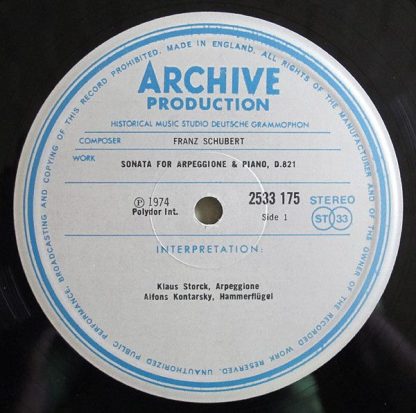 BROADCASTING AND COPYING OF THIS RECORD PROHIBITED. MADE IN ENGLAND. ALL RIGHTS OF THE MANUFACTURER AND OF THE OWNER OF THE RECORDED WORK RESERVED. UNAUTHORIZED PUBLIC PERFORMANCE,
ARCHIVE
PRODUCTION
HISTORICAL MUSIC STUDIO DEUTSCHE GRAMMOPHON
COMPOSER FRANZ SCHUBERT
WORK SONATA FOR ARPEGGIONE & PIANO, D.821
℗ 1974 2533 175 STEREO
Polydor Int. Side 1 ST 33
INTERPRETATION:
Klaus Storck, Arpeggione
Alfons Kontarsky, Hammerflügel